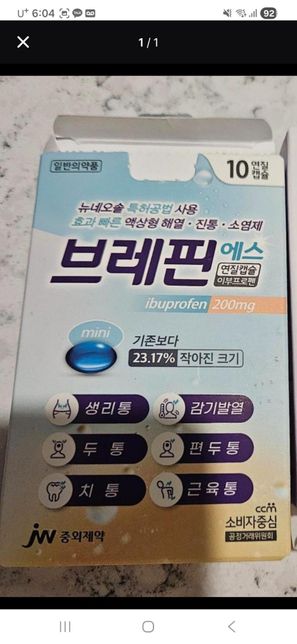 U⁺ 6:04
92
1 / 1
일반의약품
10 연질
캡슐
뉴네오솔 특허공법 사용
효과 빠른 액상형 해열·진통·소염제
브레핀 에스
연질캡슐
이부프로펜
ibuprofen 200mg
mini
기존보다
23.17% 작아진 크기
생리통
감기발열
두통
편두통
치통
근육통
JW 중외제약
CCM
소비자중심
공정거래위원회